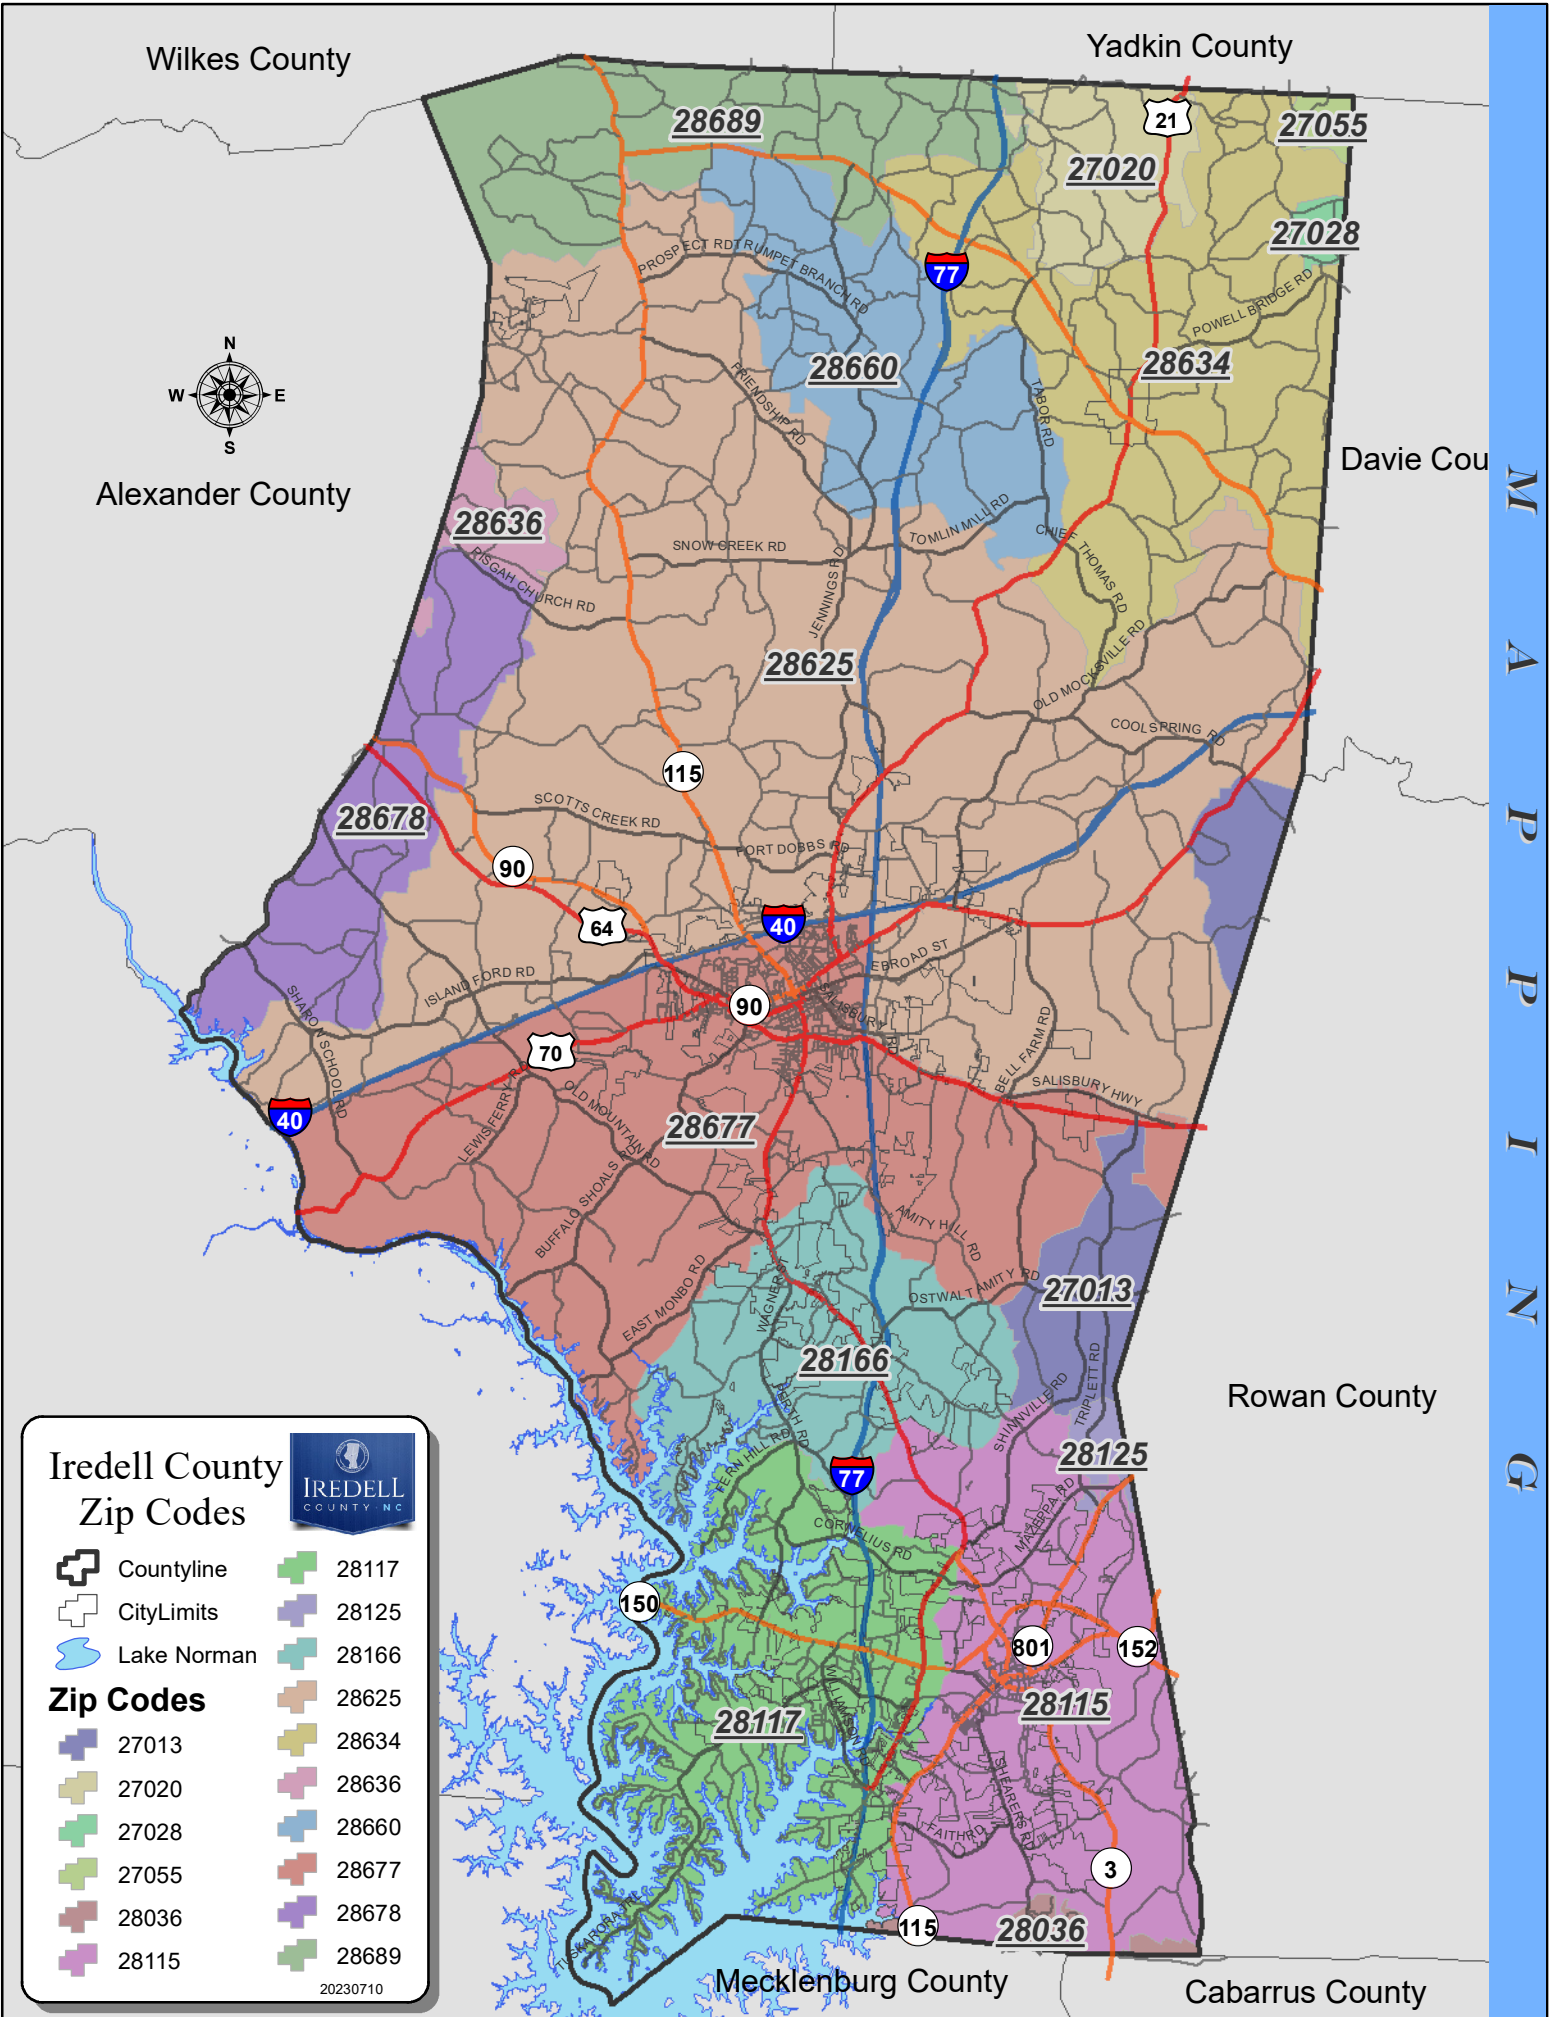 Wilkes County
Yadkin County
28689
21
27055
27020
27028
PROSPECT RD
TRUMPET BRANCH RD
77
POWELL BRIDGE RD
N
W E
S
28660
28634
FRIENDSHIP RD
TABOR RD
Davie Cou
Alexander County
28636
SNOW CREEK RD
TOMLIN MILL RD
CHIEF THOMAS RD
PISGAH CHURCH RD
JENNINGS RD
28625
OLD MOCKSVILLE RD
COOL SPRING RD
115
SCOTTS CREEK RD
28678
FORT DOBBS RD
90
64
40
E BROAD ST
ISLAND FORD RD
SHARON SCHOOL RD
90
SALISBURY RD
70
BELL FARM RD
SALISBURY HWY
40
LEWIS FERRY RD
OLD MOUNTAIN RD
28677
BUFFALO SHOALS RD
AMITY HILL RD
EAST MONBO RD
WAGNER ST
OSTWALT AMITY RD
27013
28166
PERTH RD
SHINNVILLE RD
TRIPLETT RD
Rowan County
FERN HILL RD
77
28125
MAZEPPA RD
CORNELIUS RD
150
801
152
28115
28117
WILLIAMSON RD
SHEARERS RD
FAITH RD
3
TUSKARORA TRL
115
28036
Mecklenburg County
Cabarrus County
MAPPING
Iredell County
Zip Codes
IREDELL
COUNTY NC
Countyline
CityLimits
Lake Norman
Zip Codes
27013
27020
27028
27055
28036
28115
28117
28125
28166
28625
28634
28636
28660
28677
28678
28689
20230710